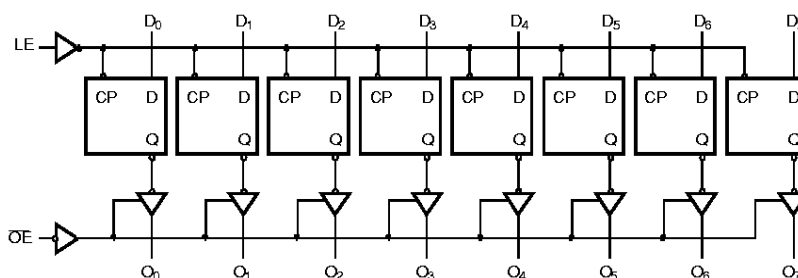 D0 D1 D2 D3 D4 D5 D6 D
LE
CP D CP D CP D CP D CP D CP D CP D CP D
Q Q Q Q Q Q Q Q
OE
O0 O1 O2 O3 O4 O5 O6 O7